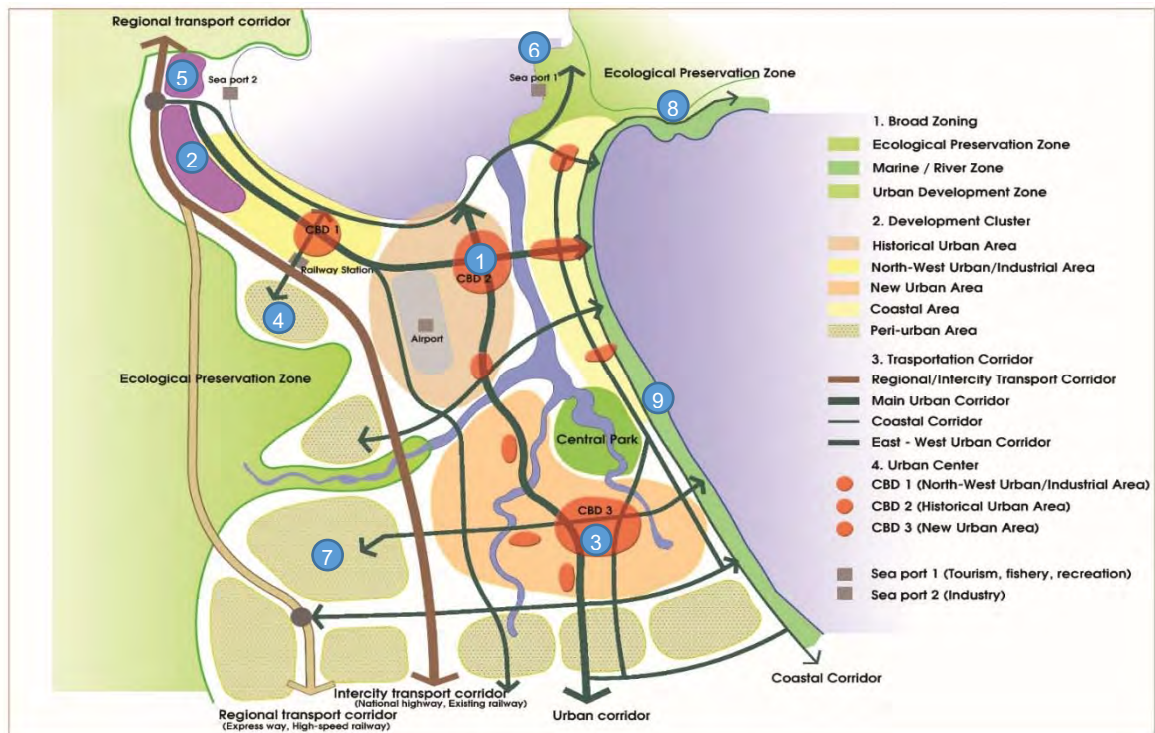 Regional transport corridor
6
5
Sea port 2
Sea port 1
Ecological Preservation Zone
8
2
CBD 1
1
CBD 2
Railway Station
4
Airport
Ecological Preservation Zone
9
Central Park
CBD 3
3
7
Coastal Corridor
Intercity transport corridor
(National highway, Existing railway)
Regional transport corridor
(Express way, High-speed railway)
Urban corridor
1. Broad Zoning
Ecological Preservation Zone
Marine / River Zone
Urban Development Zone
2. Development Cluster
Historical Urban Area
North-West Urban/Industrial Area
New Urban Area
Coastal Area
Peri-urban Area
3. Trasportation Corridor
Regional/Intercity Transport Corridor
Main Urban Corridor
Coastal Corridor
East - West Urban Corridor
4. Urban Center
CBD 1 (North-West Urban/Industrial Area)
CBD 2 (Historical Urban Area)
CBD 3 (New Urban Area)
Sea port 1 (Tourism, fishery, recreation)
Sea port 2 (Industry)